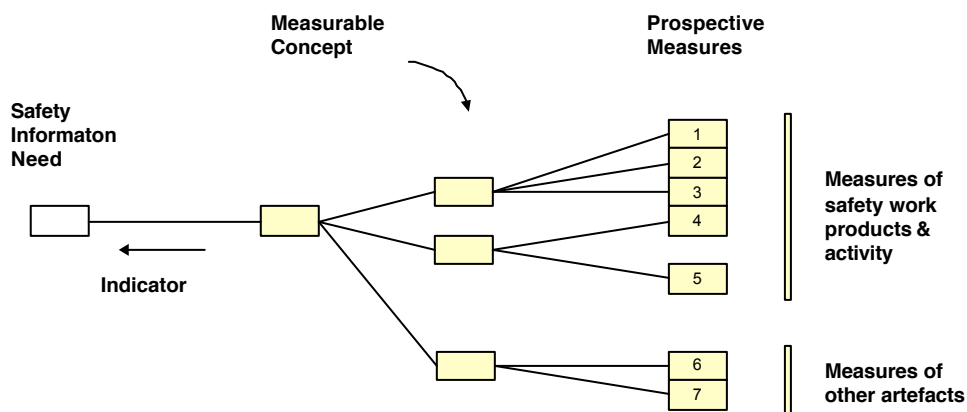 Measurable
Concept
Prospective
Measures
Safety
Informaton
Need
Indicator
1
2
3
4
5
6
7
Measures of
safety work
products &
activity
Measures of
other artefacts